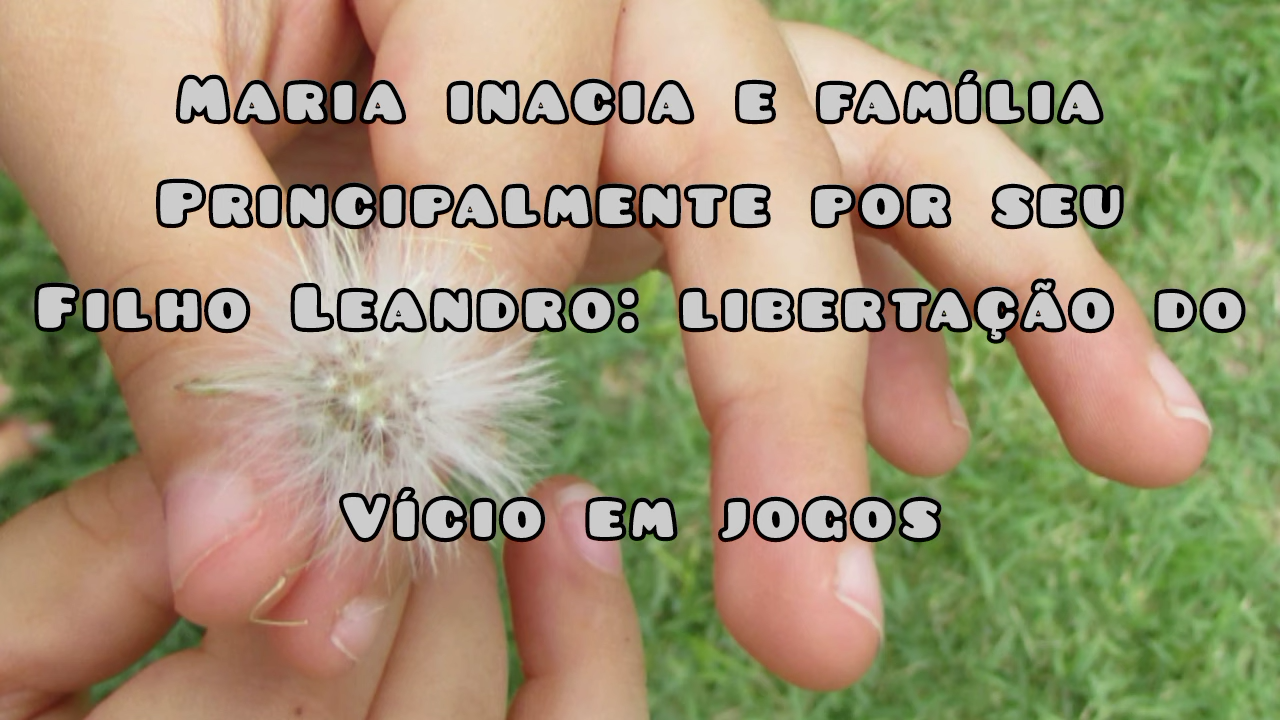 Maria inacia e família
Principalmente por seu
Filho Leandro: libertação do
Vício em jogos